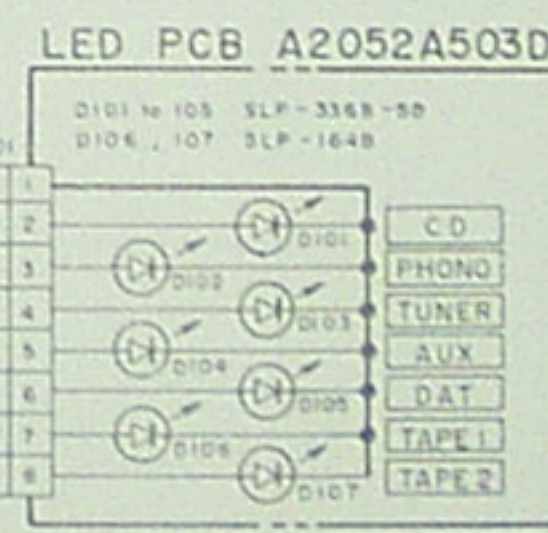 LED PCB A2052A503D
D101 to 105 SLP-336B-50
D106, 107 SLP-164B
1
2 D101 CD
3 D102 PHONO
4 D103 TUNER
5 D104 AUX
6 D105 DAT
7 D106 TAPE 1
8 D107 TAPE 2